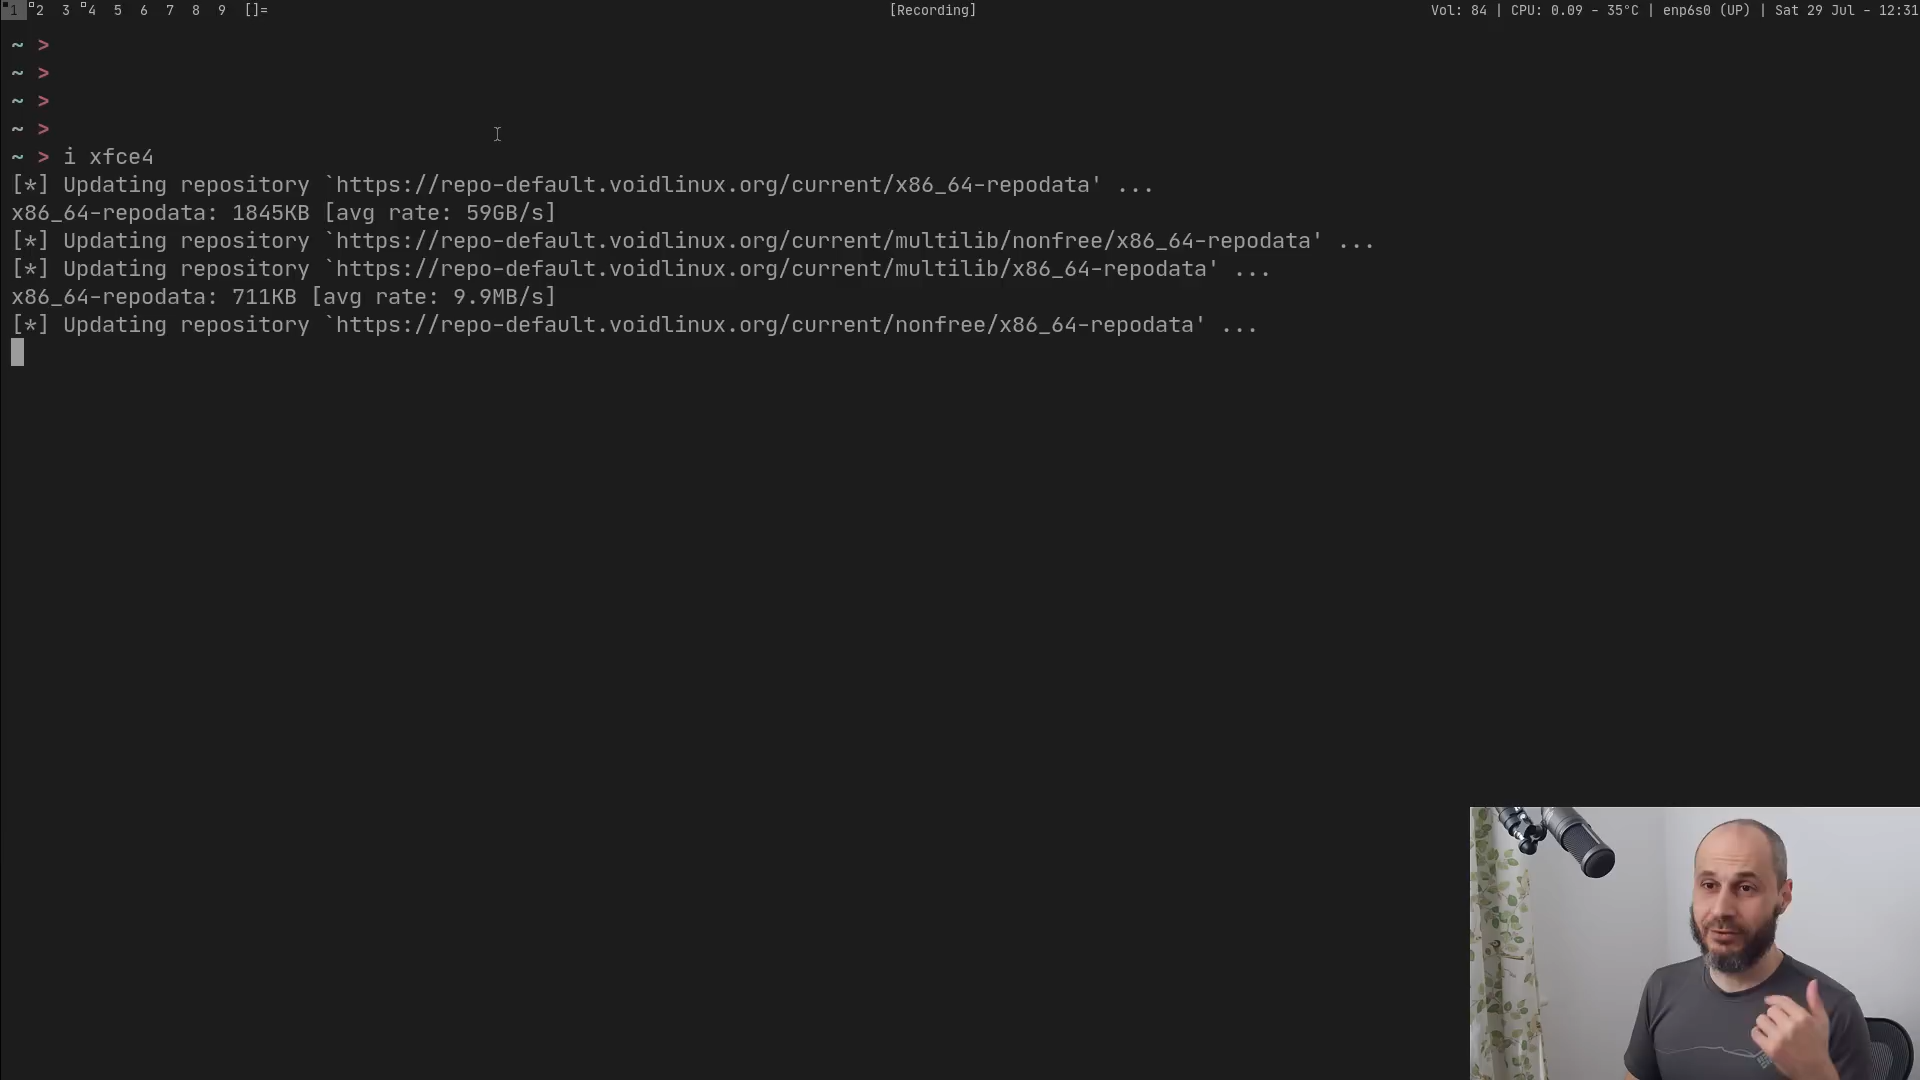 1 2 3 4 5 6 7 8 9 []= [Recording] Vol: 84 | CPU: 0.09 - 35°C | enp6s0 (UP) | Sat 29 Jul - 12:31
~ >
~ >
~ >
~ >
~ > i xfce4
[*] Updating repository `https://repo-default.voidlinux.org/current/x86_64-repodata' ...
x86_64-repodata: 1845KB [avg rate: 59GB/s]
[*] Updating repository `https://repo-default.voidlinux.org/current/multilib/nonfree/x86_64-repodata' ...
[*] Updating repository `https://repo-default.voidlinux.org/current/multilib/x86_64-repodata' ...
x86_64-repodata: 711KB [avg rate: 9.9MB/s]
[*] Updating repository `https://repo-default.voidlinux.org/current/nonfree/x86_64-repodata' ...